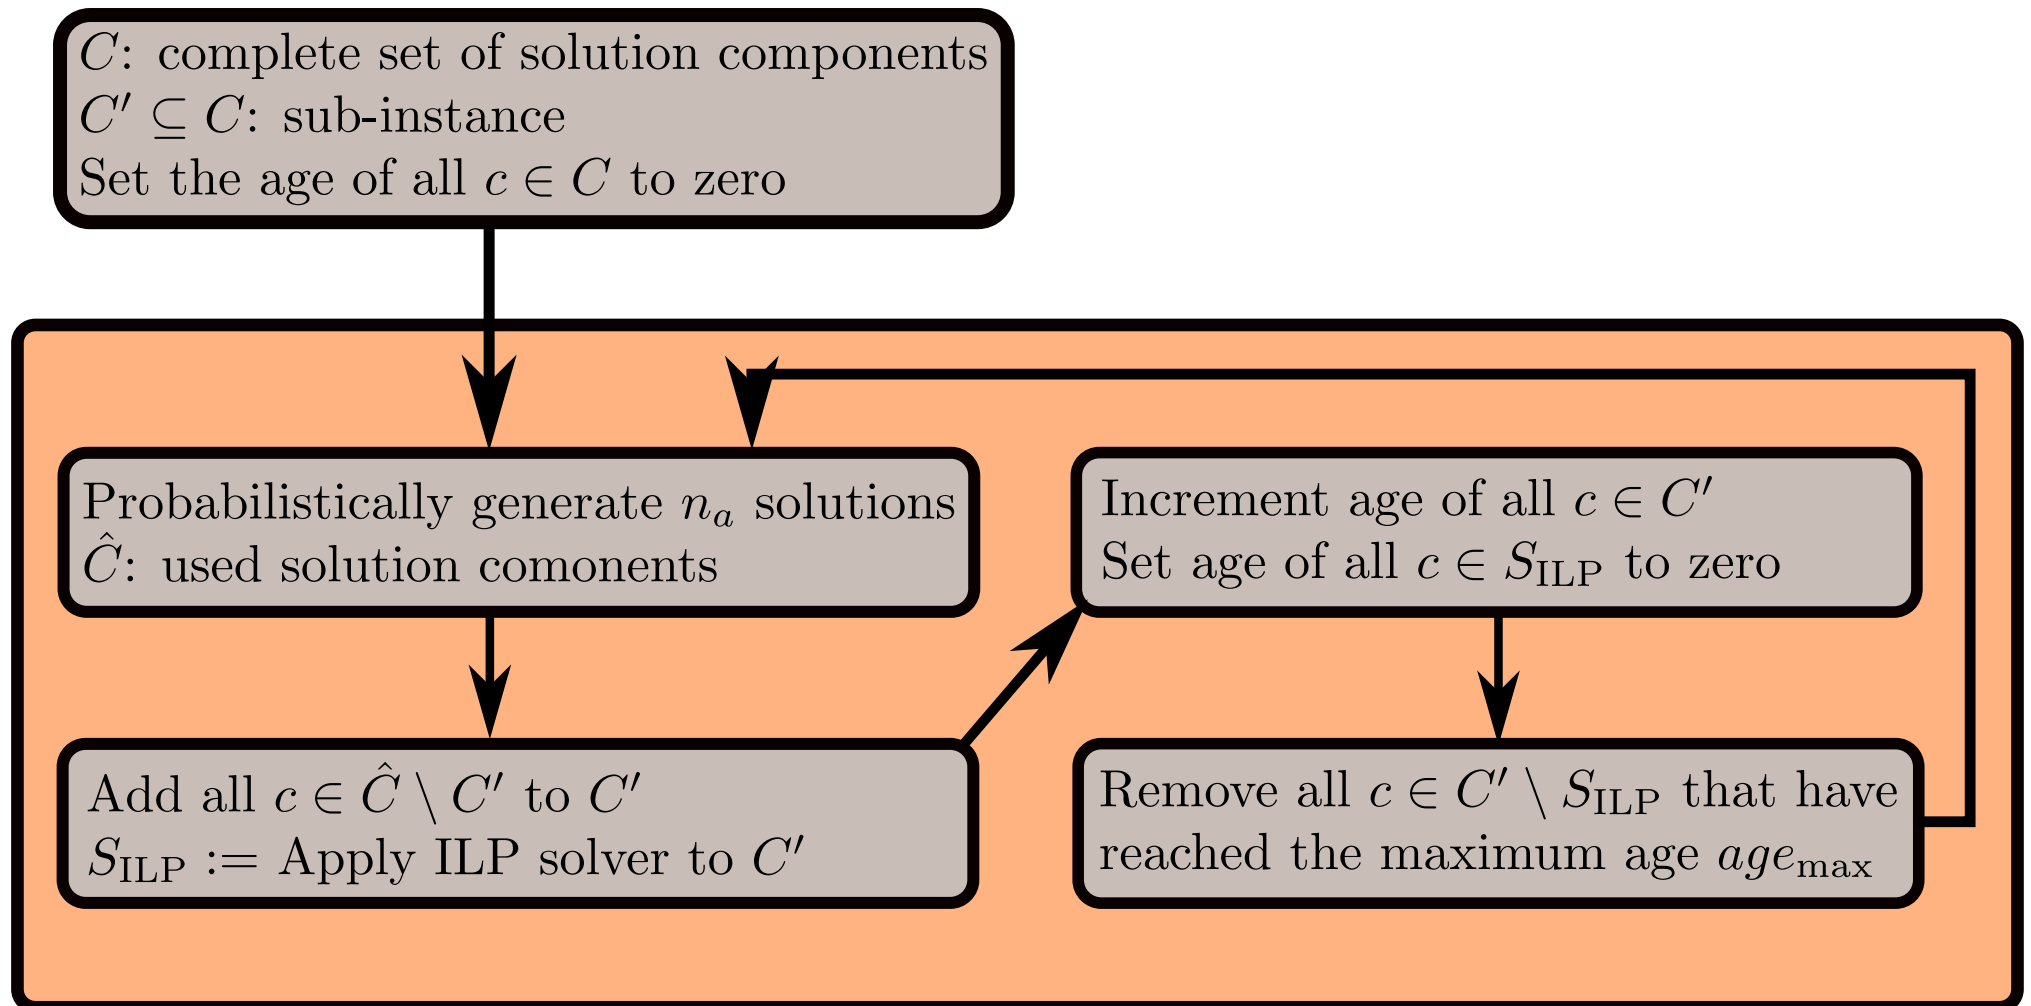 C: complete set of solution components
C′ ⊆ C: sub-instance
Set the age of all c ∈ C to zero
Probabilistically generate nₐ solutions
Ĉ: used solution comonents
Add all c ∈ Ĉ \ C′ to C′
S_ILP := Apply ILP solver to C′
Increment age of all c ∈ C′
Set age of all c ∈ S_ILP to zero
Remove all c ∈ C′ \ S_ILP that have
reached the maximum age age_max